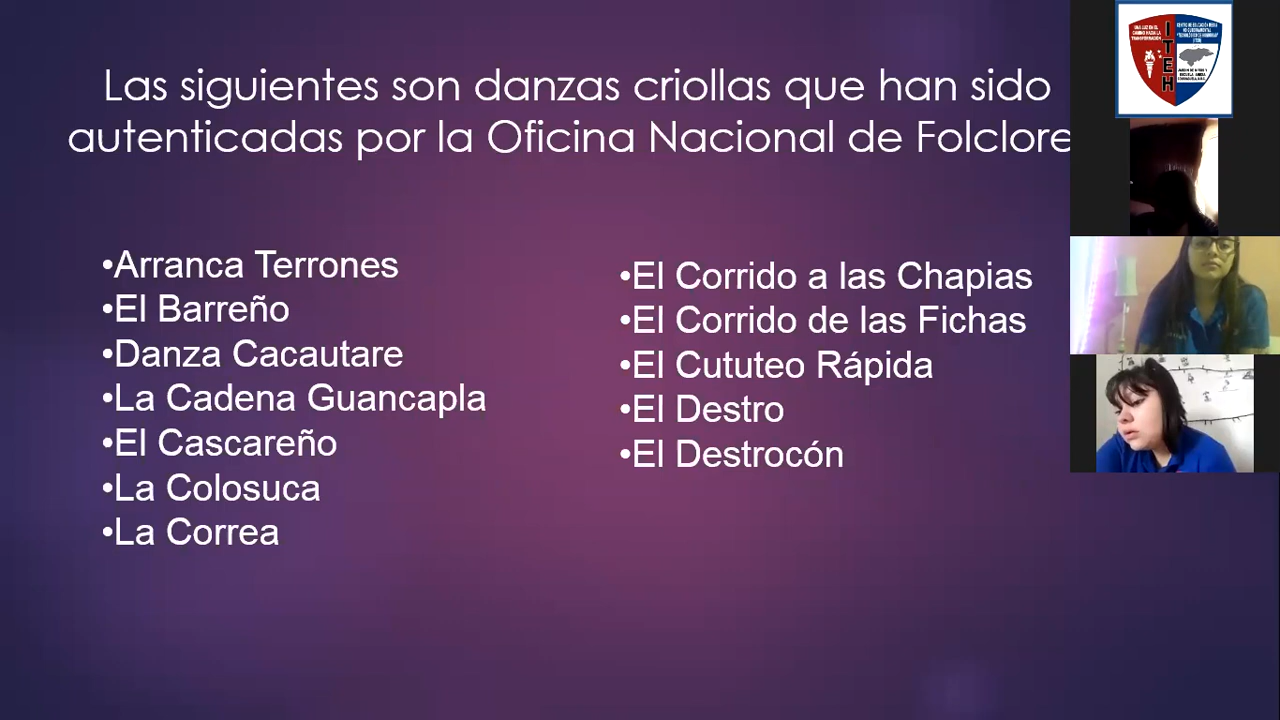 Las siguientes son danzas criollas que han sido
autenticadas por la Oficina Nacional de Folclore
•Arranca Terrones
•El Barreño
•Danza Cacautare
•La Cadena Guancapla
•El Cascareño
•La Colosuca
•La Correa
•El Corrido a las Chapias
•El Corrido de las Fichas
•El Cututeo Rápida
•El Destro
•El Destrocón
ITEH